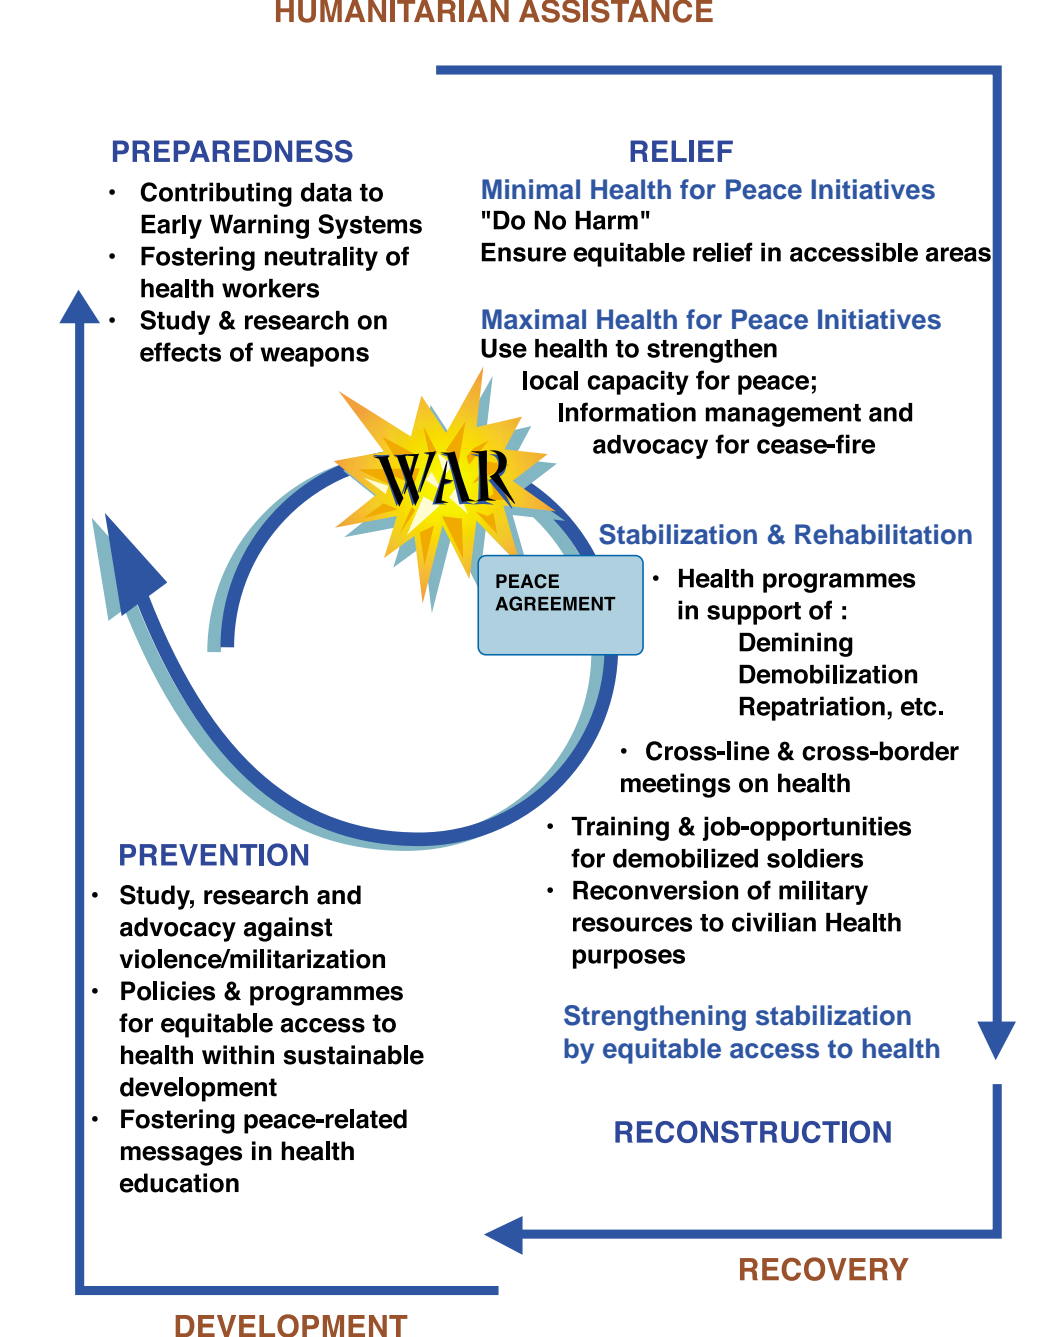 HUMANITARIAN ASSISTANCE
PREPAREDNESS
• Contributing data to
Early Warning Systems
• Fostering neutrality of
health workers
• Study & research on
effects of weapons
RELIEF
Minimal Health for Peace Initiatives
"Do No Harm"
Ensure equitable relief in accessible areas
Maximal Health for Peace Initiatives
Use health to strengthen
local capacity for peace;
Information management and
advocacy for cease-fire
WAR
PEACE
AGREEMENT
Stabilization & Rehabilitation
• Health programmes
in support of :
Demining
Demobilization
Repatriation, etc.
• Cross-line & cross-border
meetings on health
• Training & job-opportunities
for demobilized soldiers
• Reconversion of military
resources to civilian Health
purposes
Strengthening stabilization
by equitable access to health
RECONSTRUCTION
PREVENTION
• Study, research and
advocacy against
violence/militarization
• Policies & programmes
for equitable access to
health within sustainable
development
• Fostering peace-related
messages in health
education
RECOVERY
DEVELOPMENT